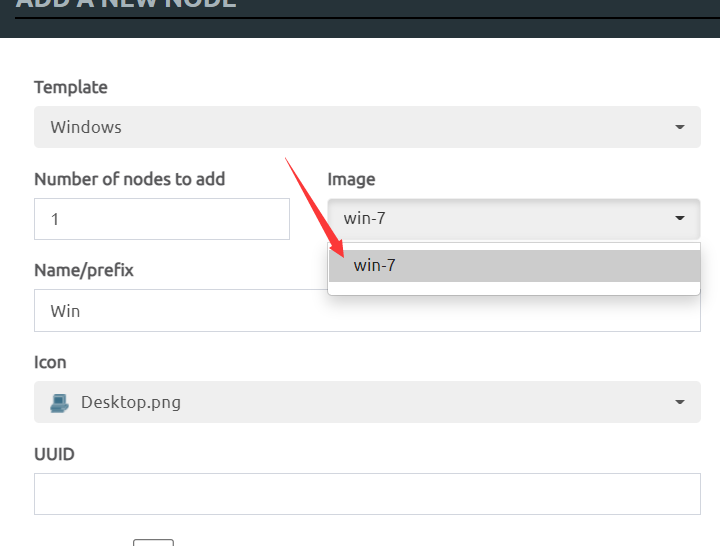 ADD A NEW NODE
Template
Windows
Number of nodes to add
Image
1
win-7
win-7
Name/prefix
Win
Icon
Desktop.png
UUID